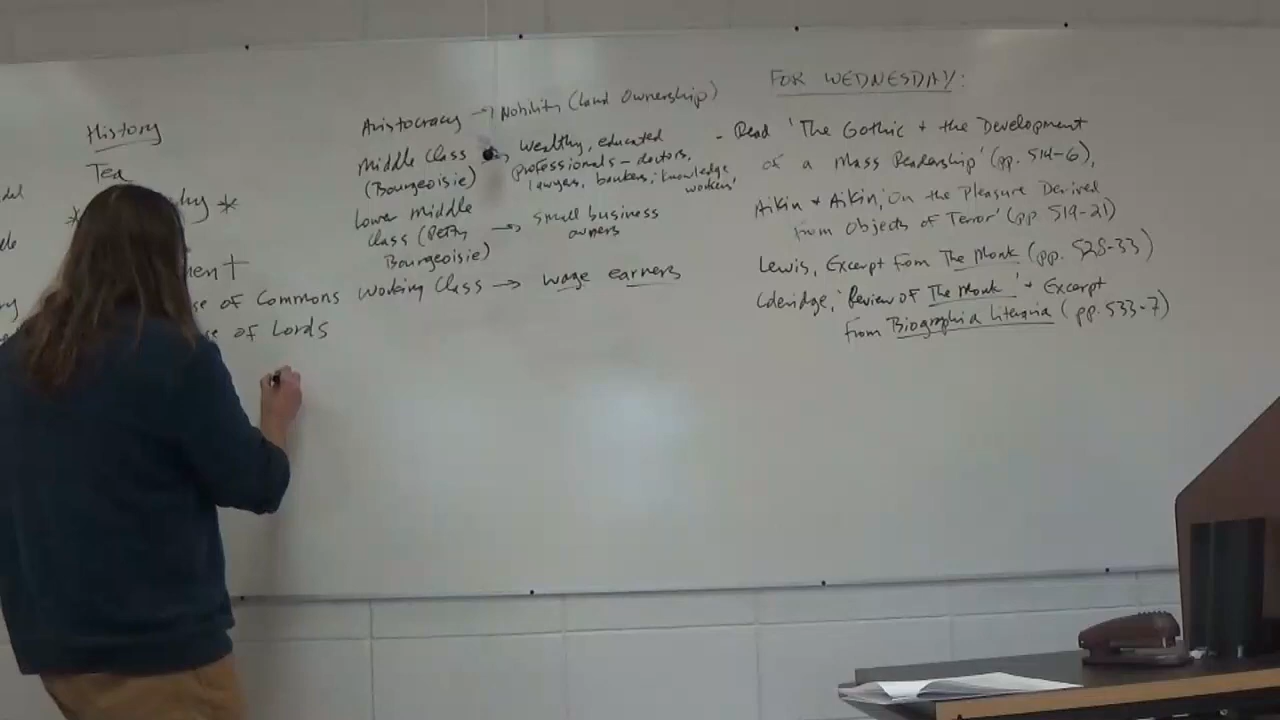 History
Tea
*
*
of Commons
of Lords
Aristocracy → Nobility (Land Ownership)
Middle Class → wealthy, educated
(Bourgeoisie) professionals - doctors,
lawyers, bankers, 'knowledge
workers'
Lower middle
class (Petty → small business
Bourgeoisie) owners
Working Class → wage earners
FOR WEDNESDAY:
- Read 'The Gothic + the Development
of a Mass Readership' (pp. 514-6),
Aikin + Aikin, 'On the Pleasure Derived
from Objects of Terror' (pp. 519-21)
Lewis, Excerpt from The Monk (pp. 528-33)
Coleridge, 'Review of The Monk' + Excerpt
from Biographia Literaria (pp. 533-7)